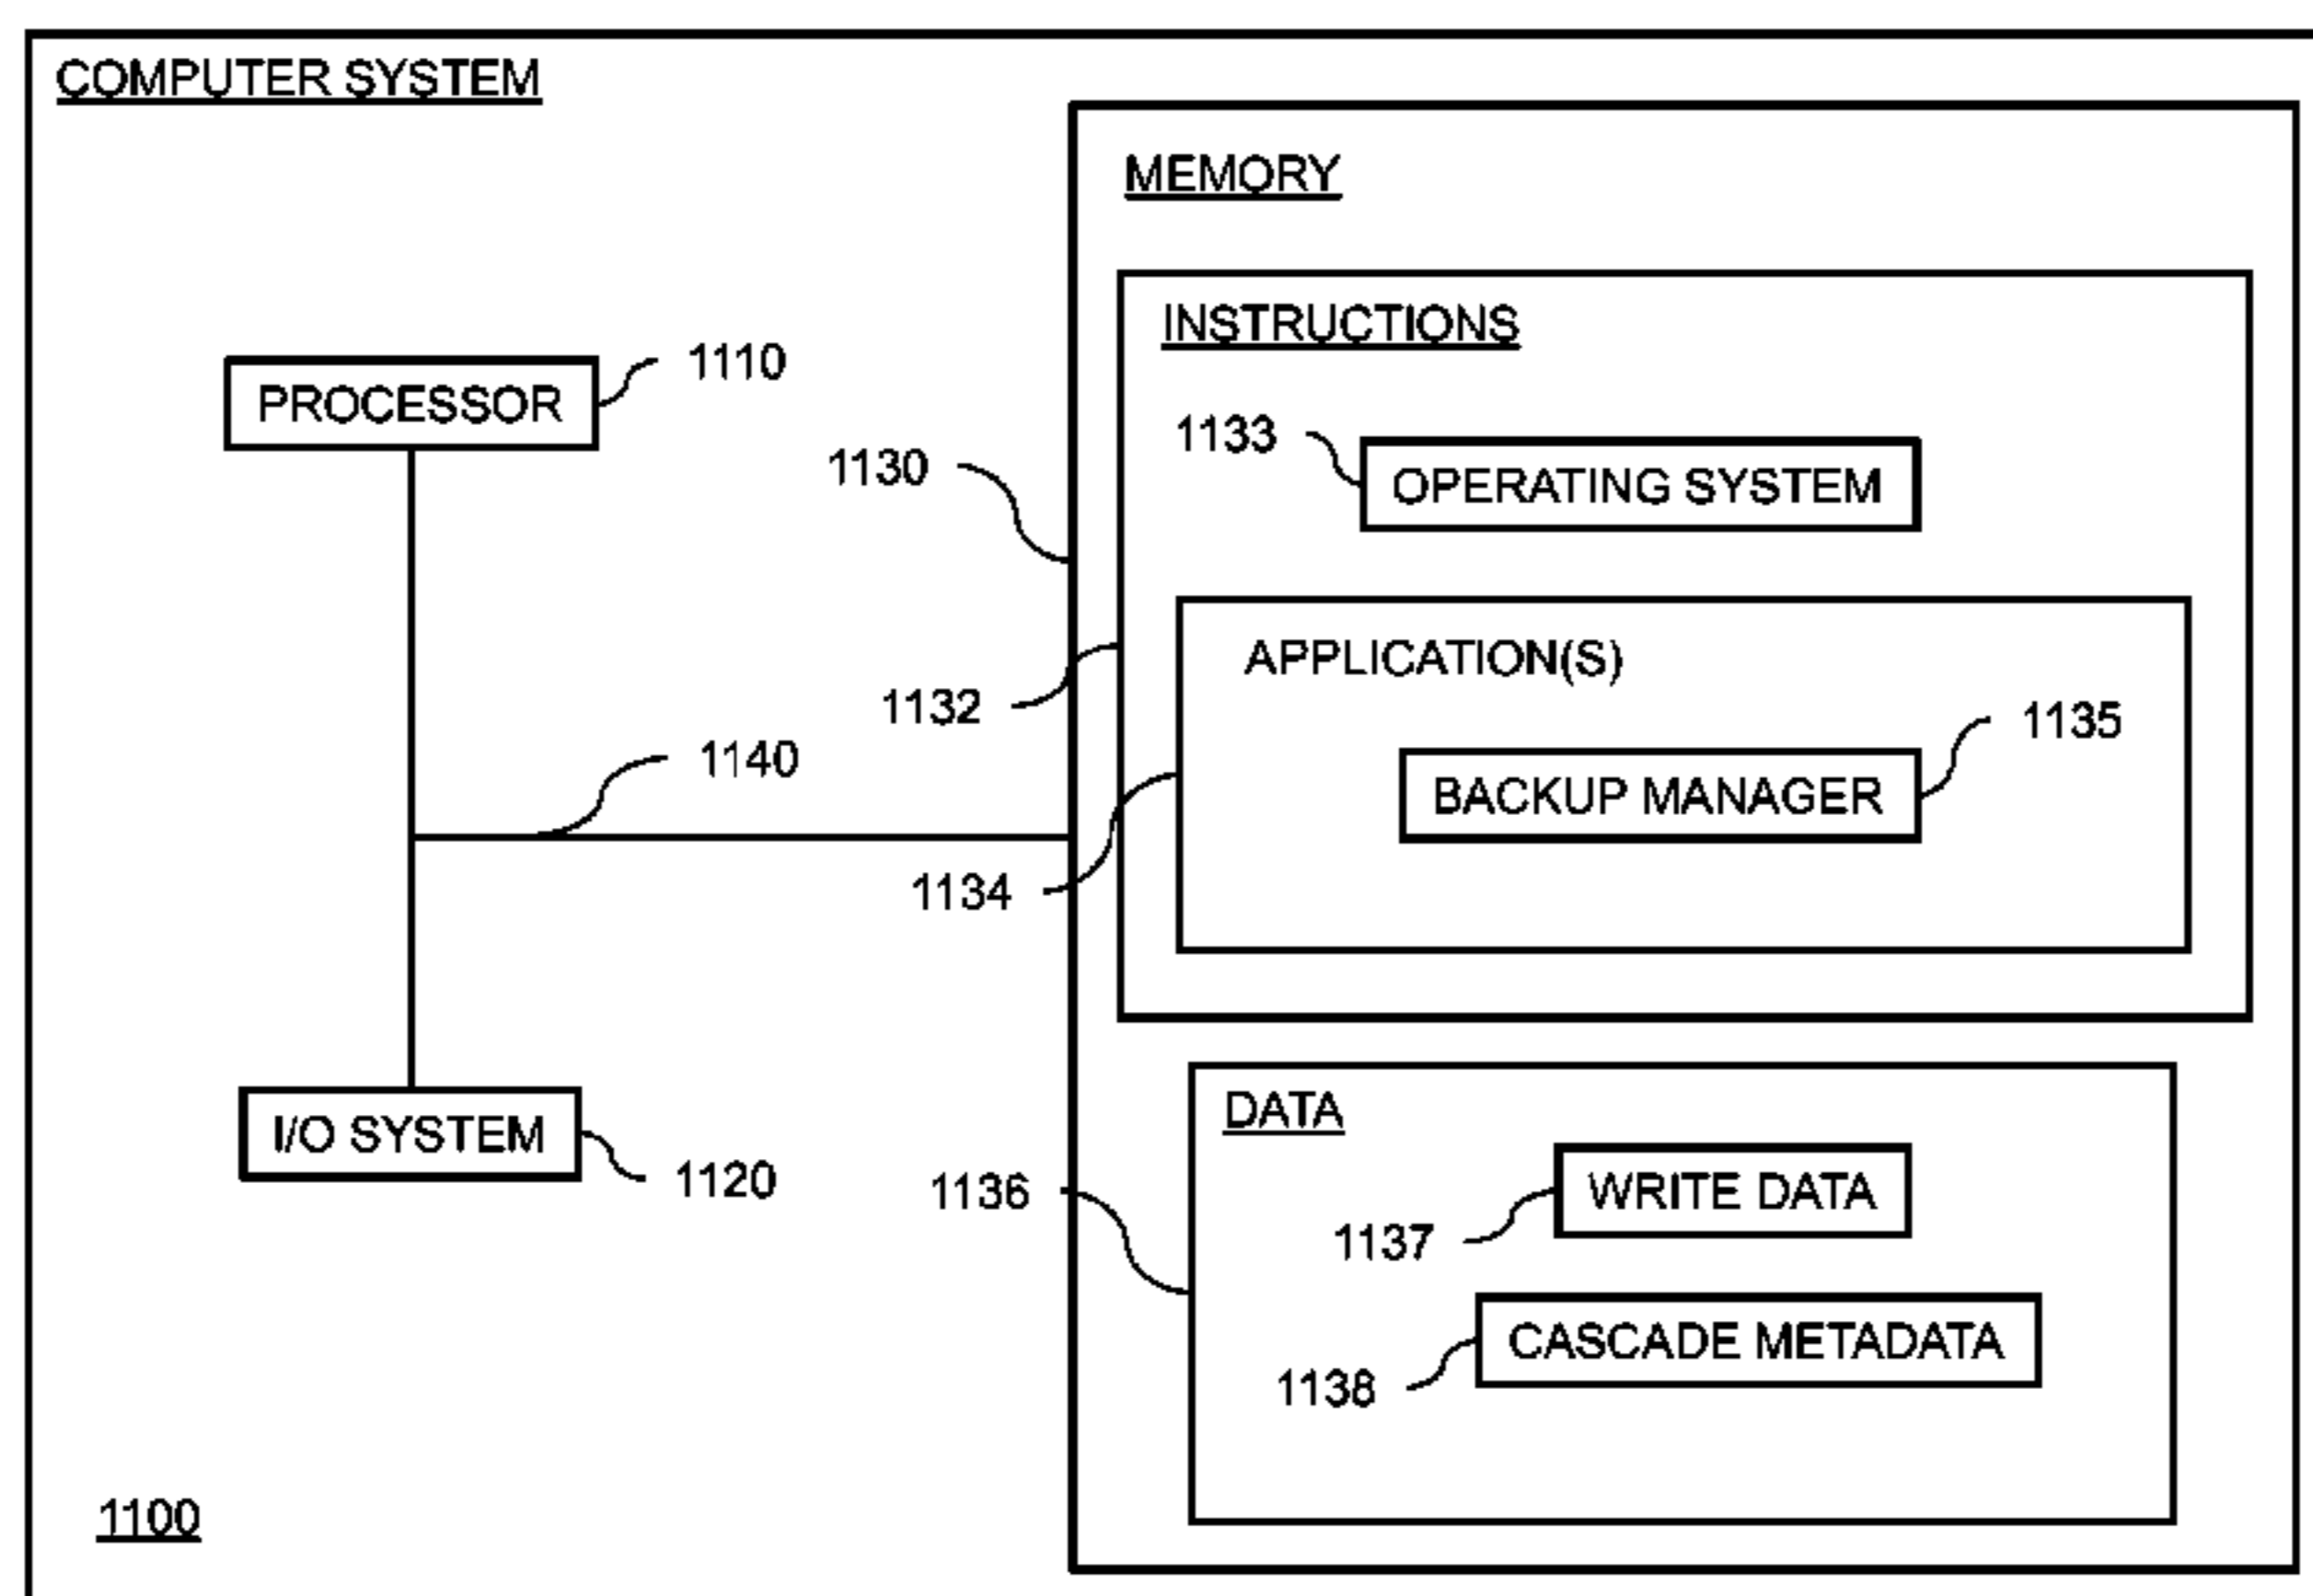 COMPUTER SYSTEM
MEMORY
INSTRUCTIONS
PROCESSOR
1110
1133
OPERATING SYSTEM
1130
APPLICATION(S)
1132
1135
1140
BACKUP MANAGER
1134
DATA
I/O SYSTEM
1120
1136
WRITE DATA
1137
CASCADE METADATA
1138
1100